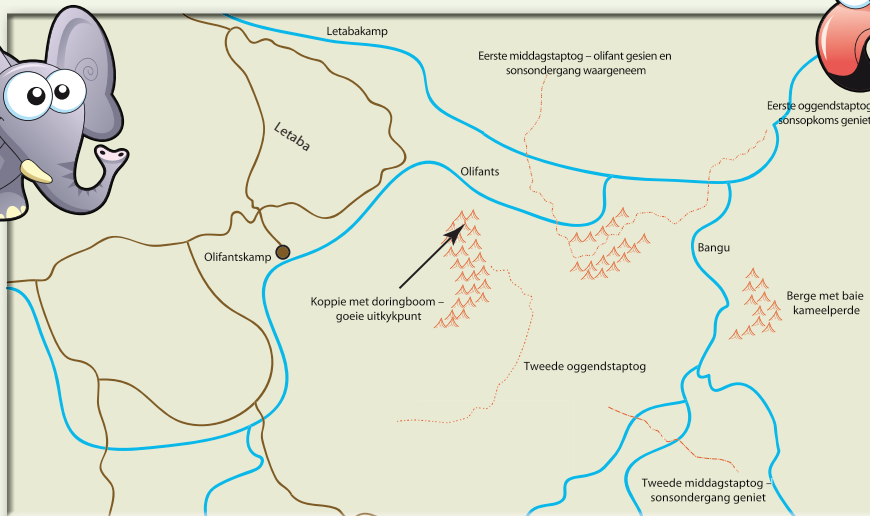 Letabakamp
Eerste middagstaptog – olifant gesien en
sonsondergang waargeneem
Eerste oggendstaptog
sonsopkoms geniet
Letaba
Olifants
Olifantskamp
Bangu
Koppie met doringboom –
goeie uitkykpunt
Berge met baie
kameelperde
Tweede oggendstaptog
Tweede middagstaptog –
sonsondergang geniet